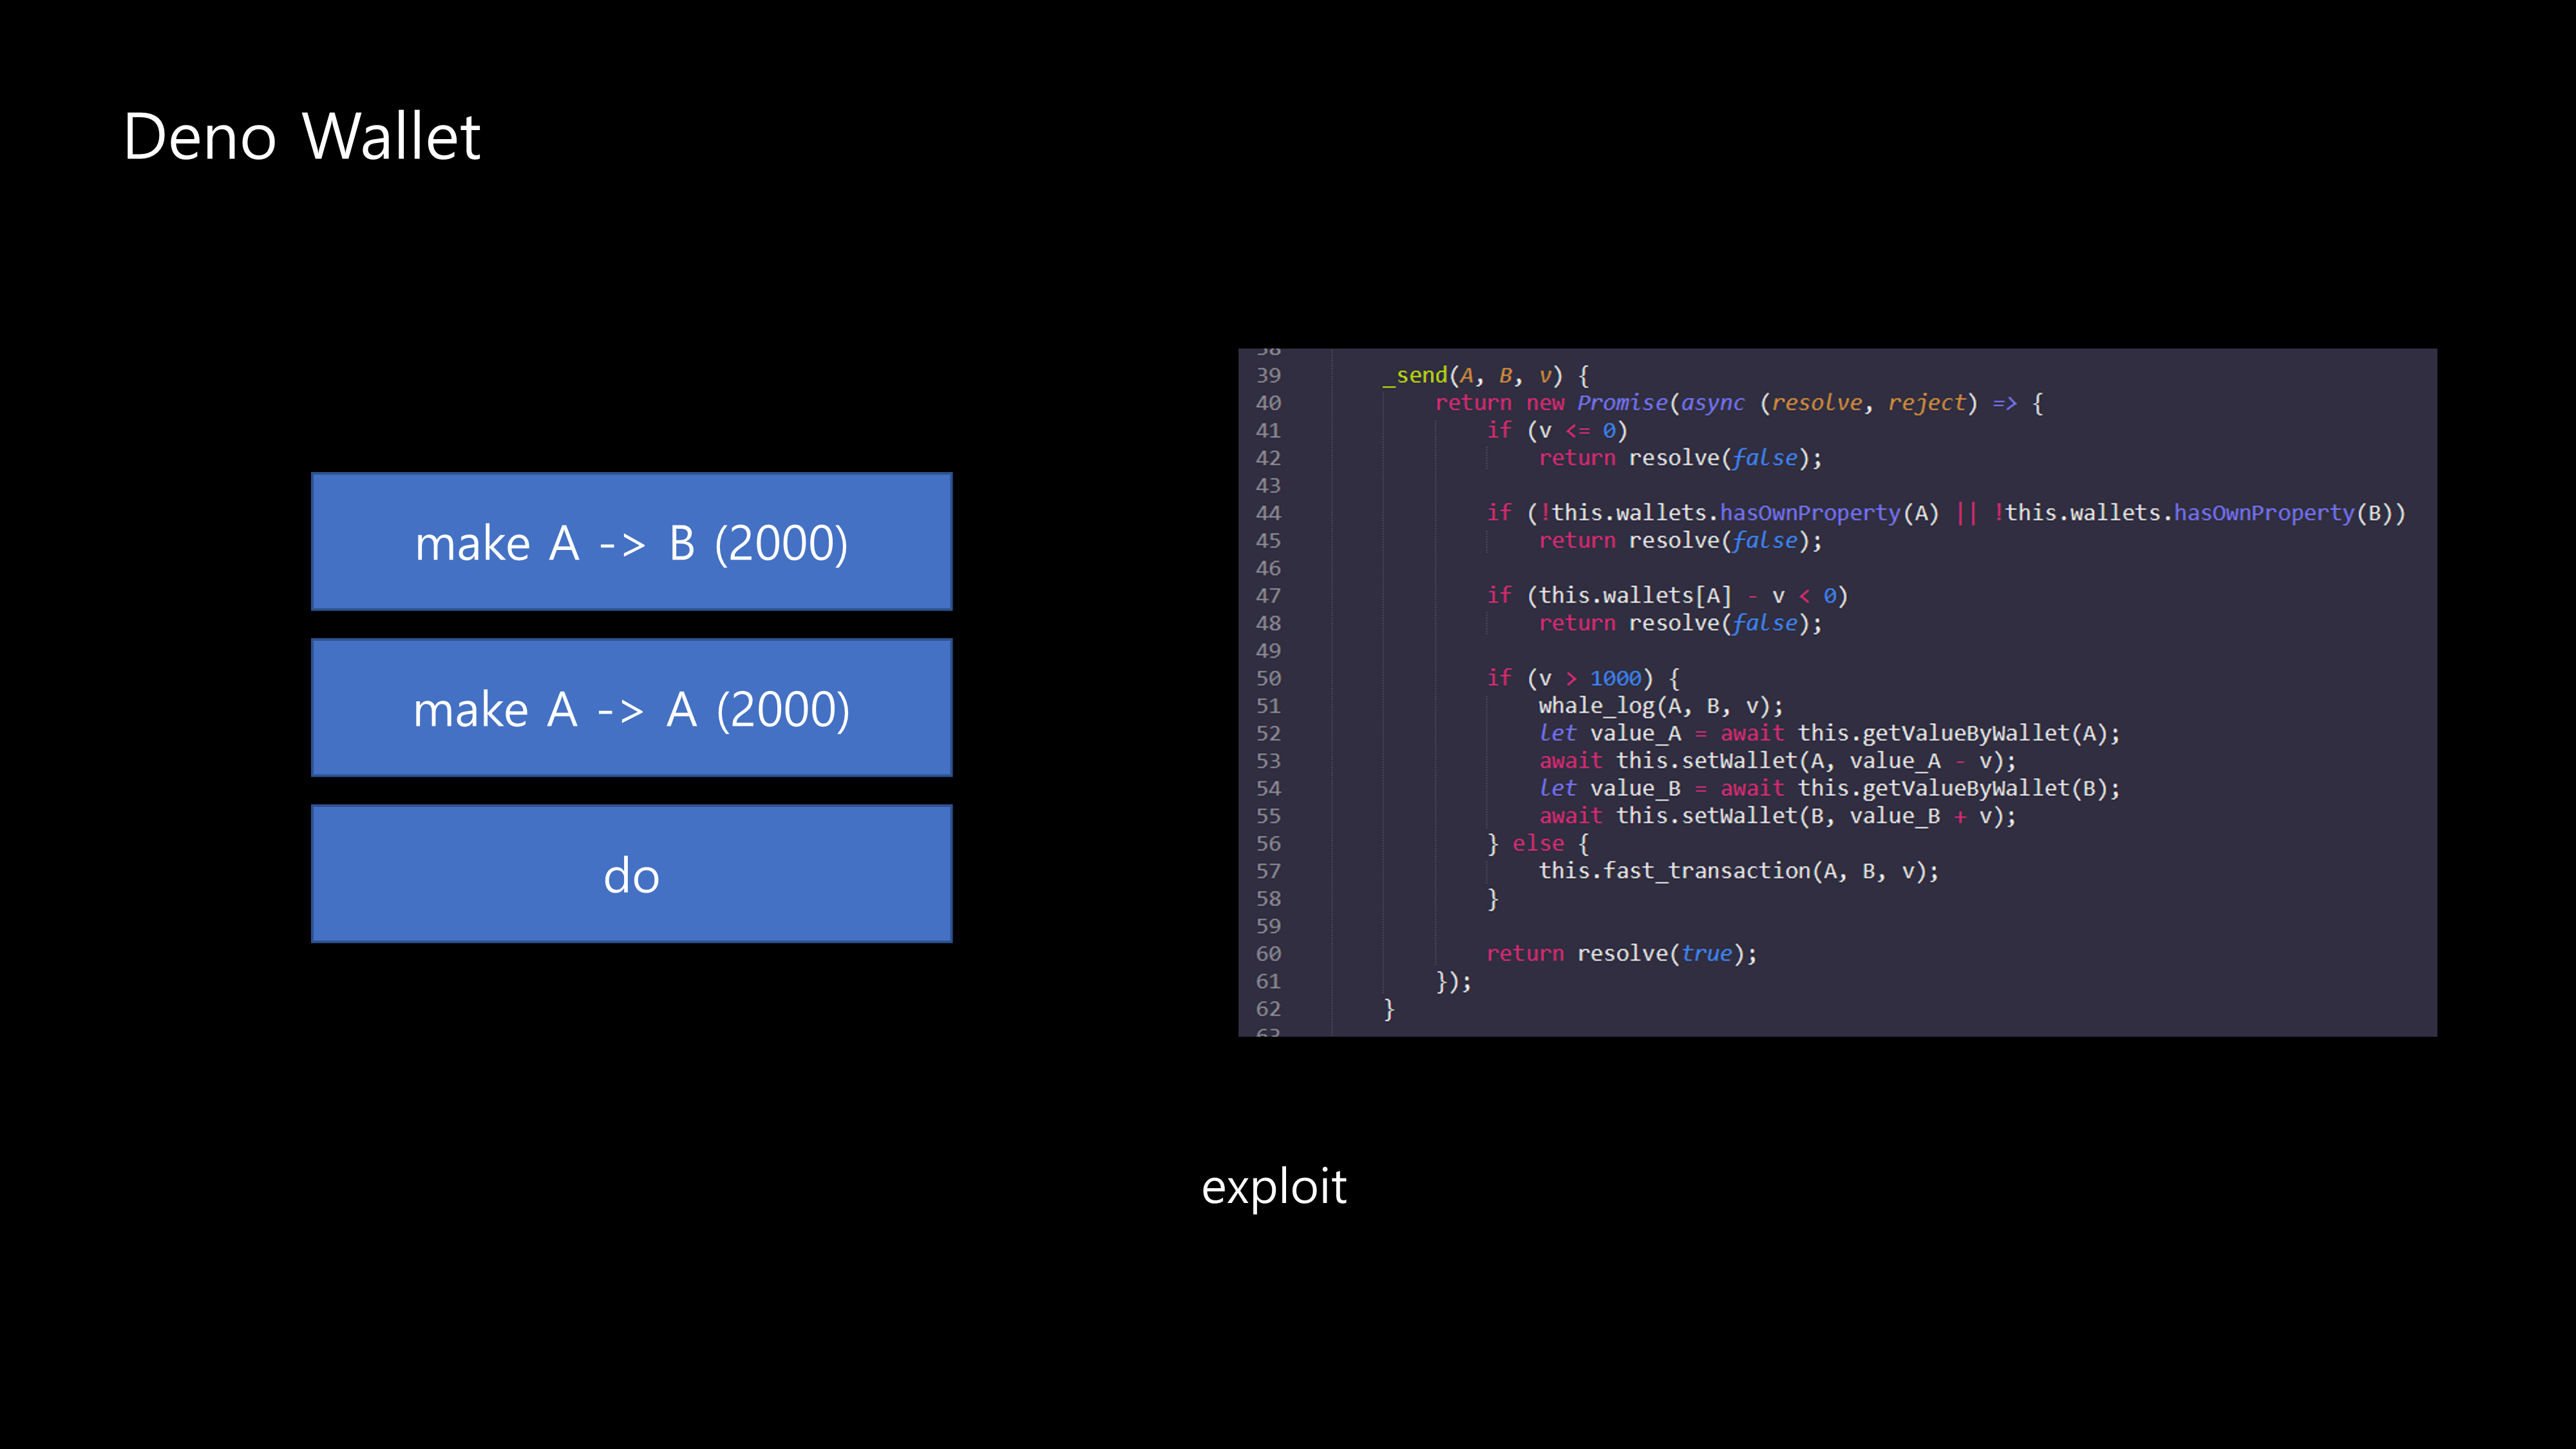 Deno Wallet
make A -> B (2000)
make A -> A (2000)
do
38
39 _send(A, B, v) {
40 return new Promise(async (resolve, reject) => {
41 if (v <= 0)
42 return resolve(false);
43
44 if (!this.wallets.hasOwnProperty(A) || !this.wallets.hasOwnProperty(B))
45 return resolve(false);
46
47 if (this.wallets[A] - v < 0)
48 return resolve(false);
49
50 if (v > 1000) {
51 whale_log(A, B, v);
52 let value_A = await this.getValueByWallet(A);
53 await this.setWallet(A, value_A - v);
54 let value_B = await this.getValueByWallet(B);
55 await this.setWallet(B, value_B + v);
56 } else {
57 this.fast_transaction(A, B, v);
58 }
59
60 return resolve(true);
61 });
62 }
63
exploit